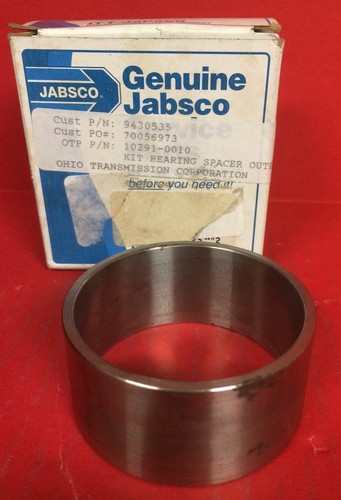 JABSCO
Genuine
Jabsco
Cust P/N: 9430535
Cust PO#: 70056973
OTP P/N: 10291-0010
KIT BEARING SPACER OUTE
OHIO TRANSMISSION CORPORATION
before you need it!